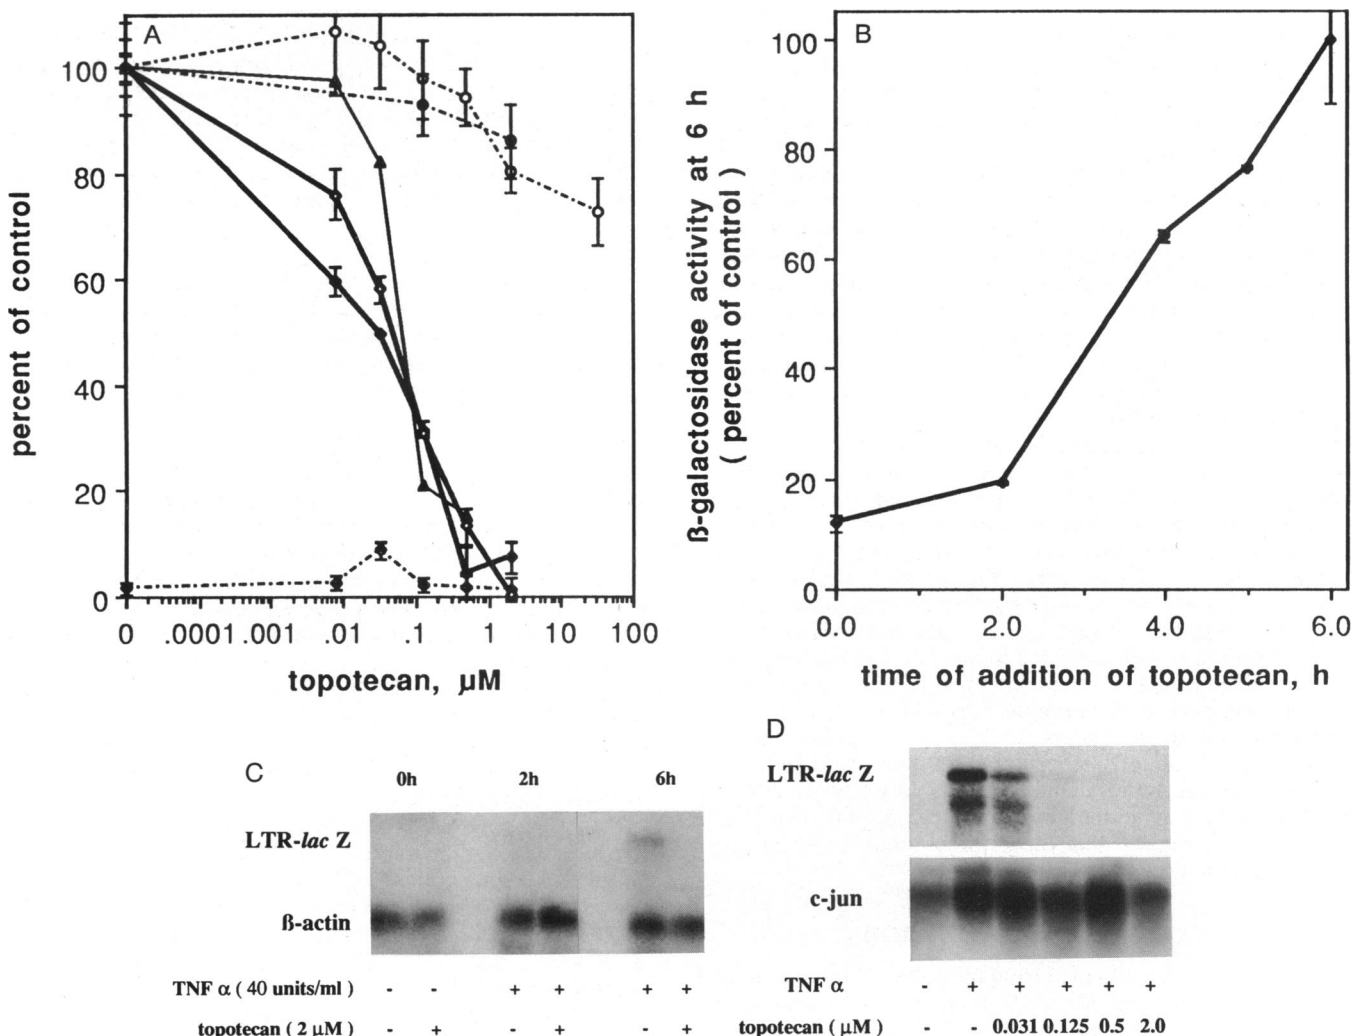 A
100
80
60
40
20
0
percent of control
0 .0001 .001 .01 .1 1 10 100
topotecan, µM
B
100
80
60
40
20
0
ß-galactosidase activity at 6 h
( percent of control )
0.0 2.0 4.0 6.0
time of addition of topotecan, h
C
0h 2h 6h
LTR-lac Z
ß-actin
TNF α ( 40 units/ml ) - - + + + +
topotecan ( 2 µM ) - + - + - +
D
LTR-lac Z
c-jun
TNF α - + + + + +
topotecan (µM) - - 0.031 0.125 0.5 2.0